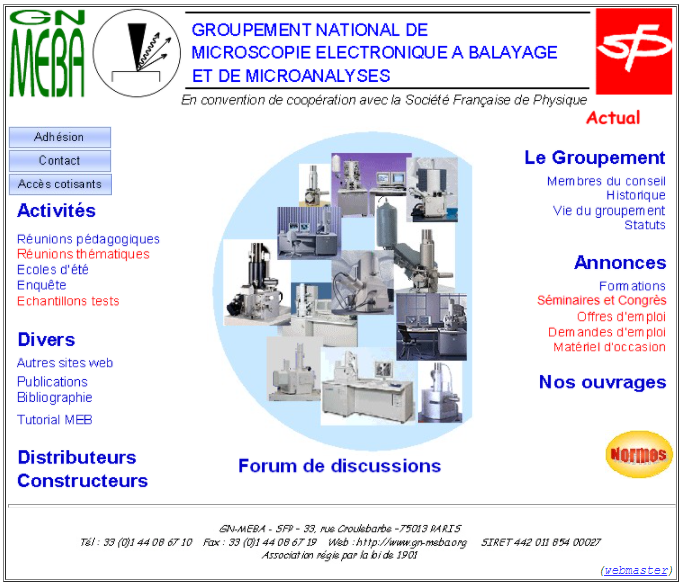 GN
MEBA
GROUPEMENT NATIONAL DE
MICROSCOPIE ELECTRONIQUE A BALAYAGE
ET DE MICROANALYSES
sfp
En convention de coopération avec la Société Française de Physique
Actual
Adhésion
Contact
Accès cotisants
Activités
Réunions pédagogiques
Réunions thématiques
Ecoles d'été
Enquête
Echantillons tests
Divers
Autres sites web
Publications
Bibliographie
Tutorial MEB
Distributeurs
Constructeurs
Forum de discussions
Le Groupement
Membres du conseil
Historique
Vie du groupement
Statuts
Annonces
Formations
Séminaires et Congrès
Offres d'emploi
Demandes d'emploi
Matériel d'occasion
Nos ouvrages
Normes
GN-MEBA - SFP - 33, rue Croulebarbe -75013 PARIS
Tél : 33 (0)1 44 08 67 10 Fax : 33 (0)1 44 08 67 19 Web : http://www.gn-meba.org SIRET 442 011 854 00027
Association régie par la loi de 1901
(webmaster)